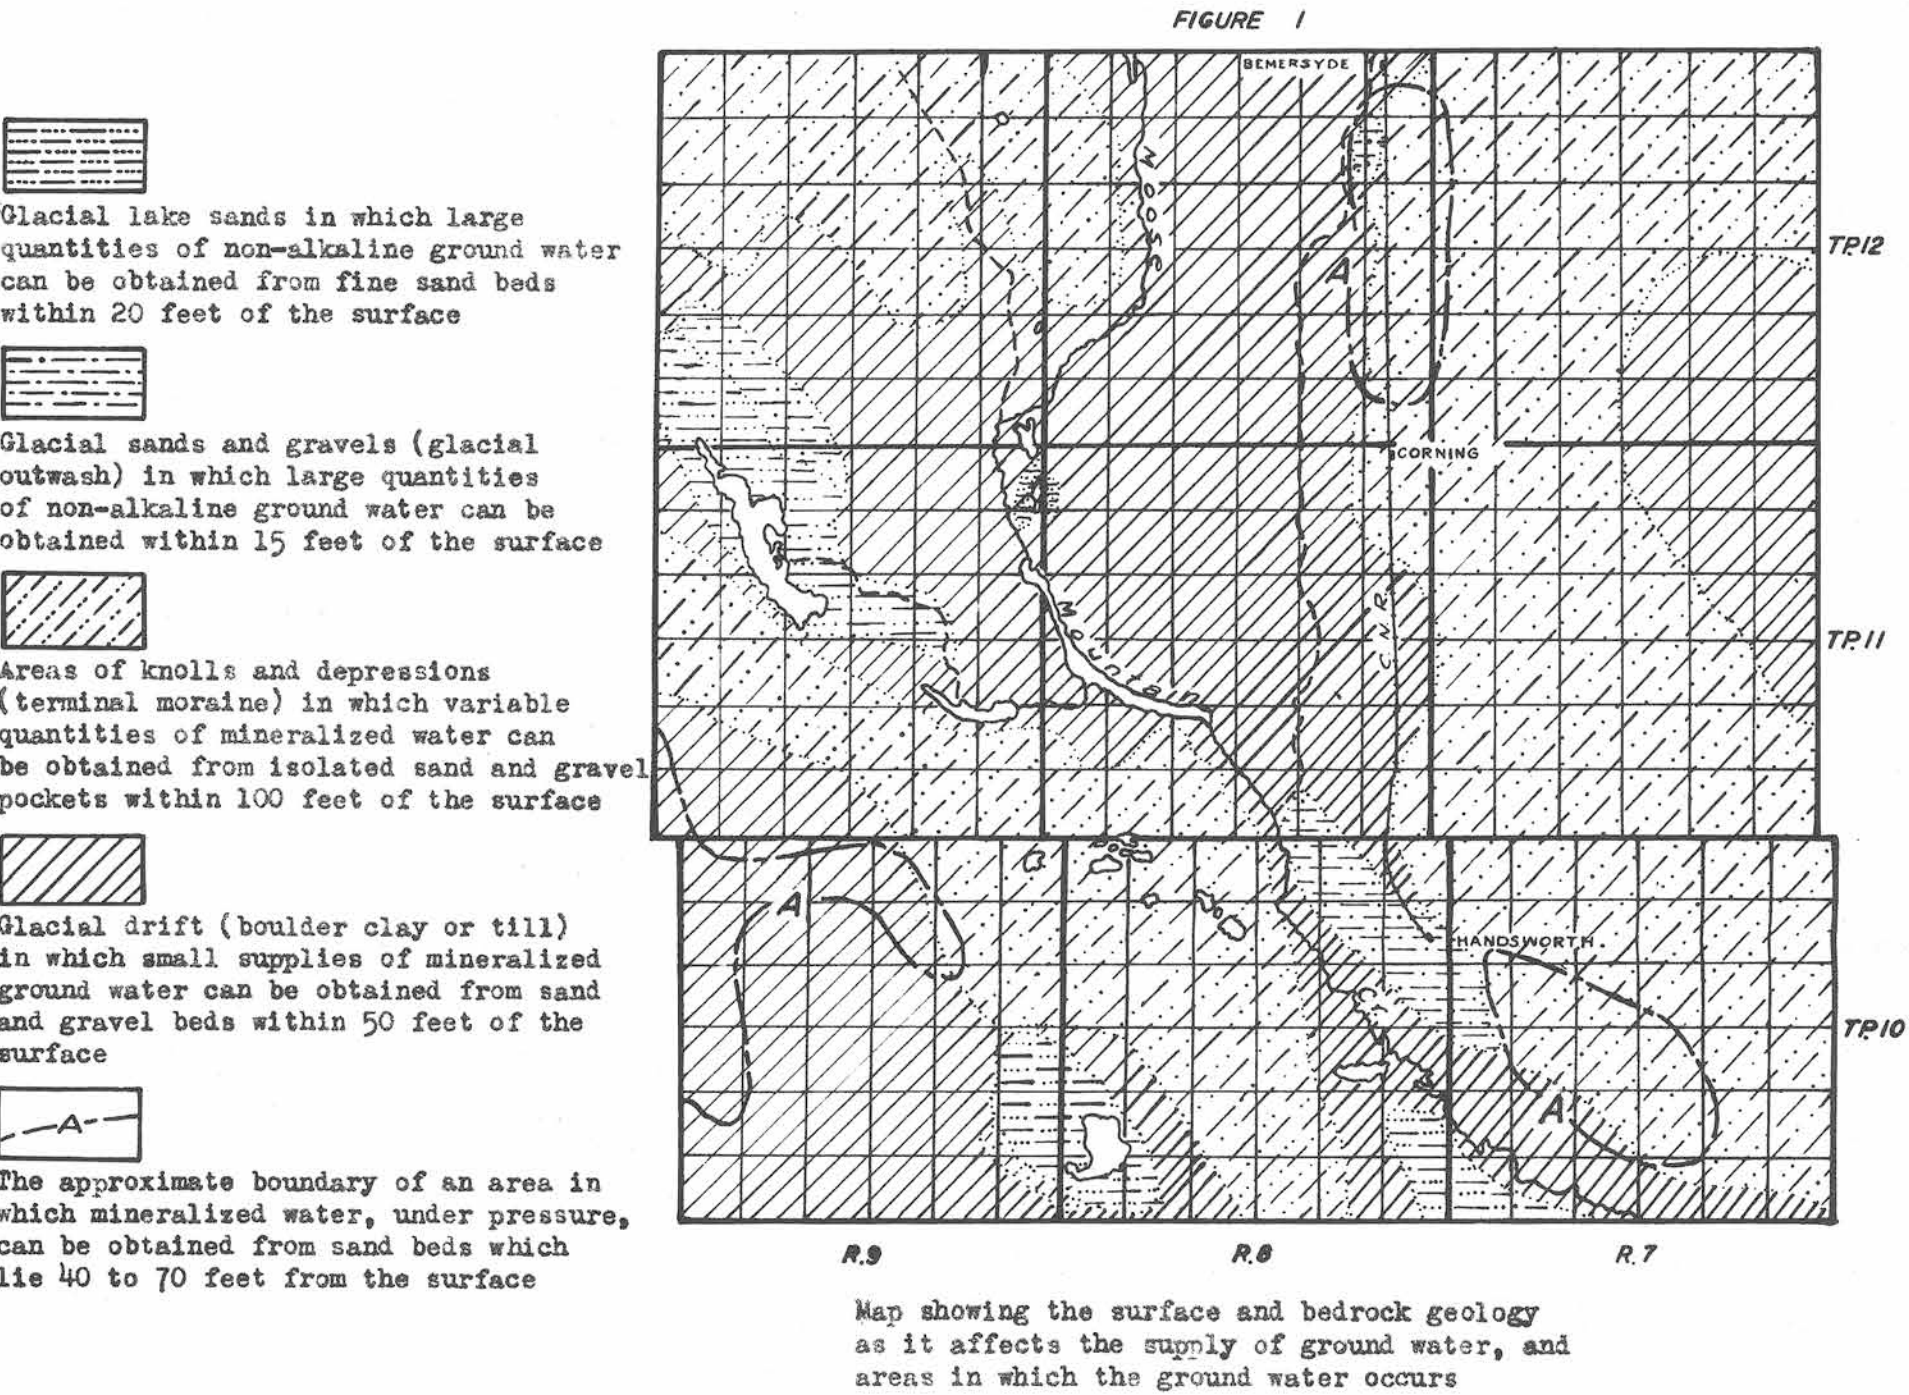 FIGURE 1
Glacial lake sands in which large
quantities of non-alkaline ground water
can be obtained from fine sand beds
within 20 feet of the surface
Glacial sands and gravels (glacial
outwash) in which large quantities
of non-alkaline ground water can be
obtained within 15 feet of the surface
Areas of knolls and depressions
(terminal moraine) in which variable
quantities of mineralized water can
be obtained from isolated sand and gravel
pockets within 100 feet of the surface
Glacial drift (boulder clay or till)
in which small supplies of mineralized
ground water can be obtained from sand
and gravel beds within 50 feet of the
surface
A
The approximate boundary of an area in
which mineralized water, under pressure,
can be obtained from sand beds which
lie 40 to 70 feet from the surface
BEMERSYDE
Moose
A
TP.12
CORNING
Mountain
C.N.R.
TP.11
A
HANDSWORTH.
Ck.
A
TP.10
R.9
R.8
R.7
Map showing the surface and bedrock geology
as it affects the supply of ground water, and
areas in which the ground water occurs